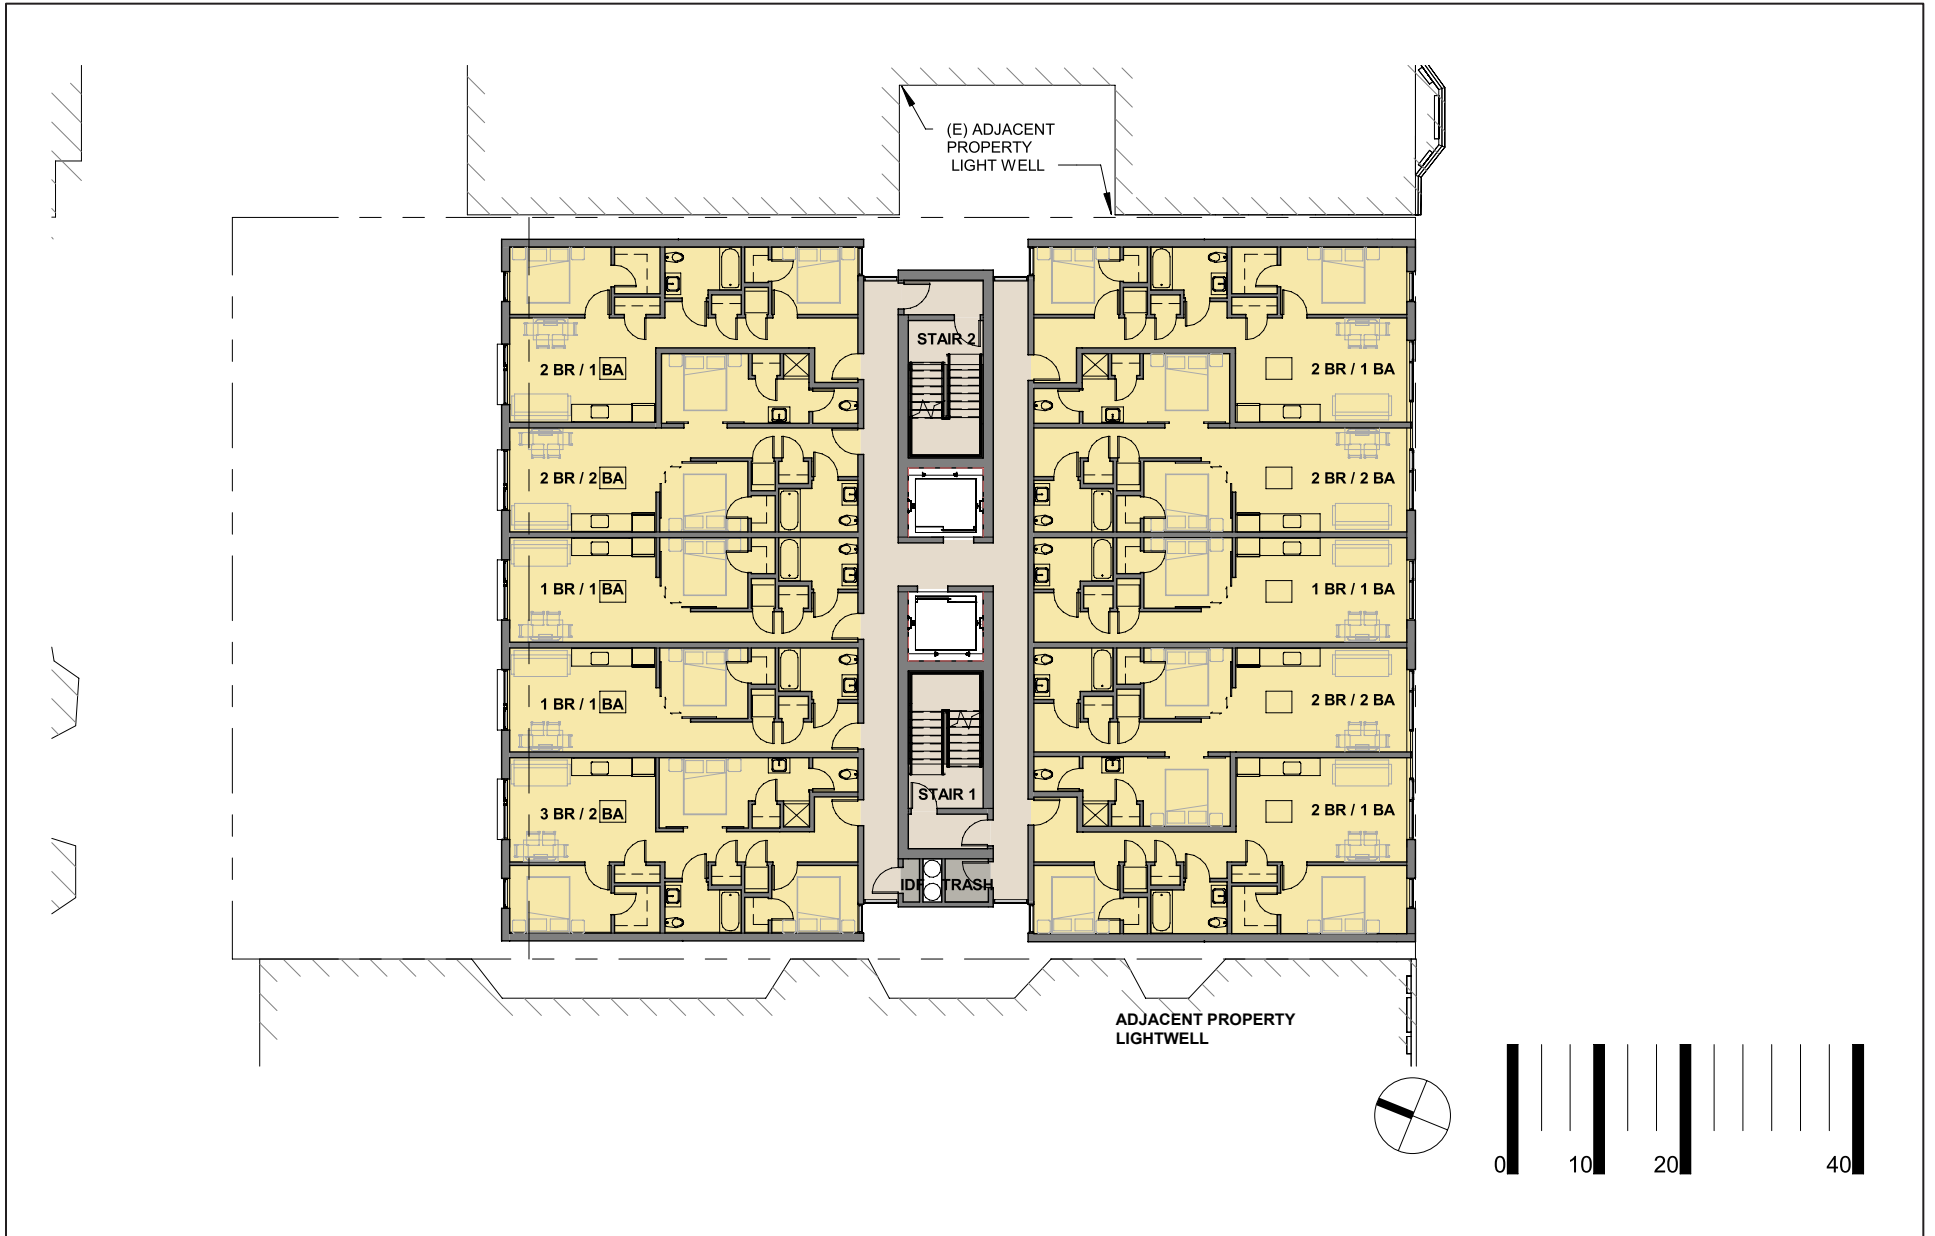 (E) ADJACENT
PROPERTY
LIGHT WELL
STAIR 2
2 BR / 1 BA
2 BR / 1 BA
2 BR / 2 BA
2 BR / 2 BA
1 BR / 1 BA
1 BR / 1 BA
1 BR / 1 BA
2 BR / 2 BA
STAIR 1
3 BR / 2 BA
2 BR / 1 BA
IDF TRASH
ADJACENT PROPERTY
LIGHTWELL
0 10 20 40